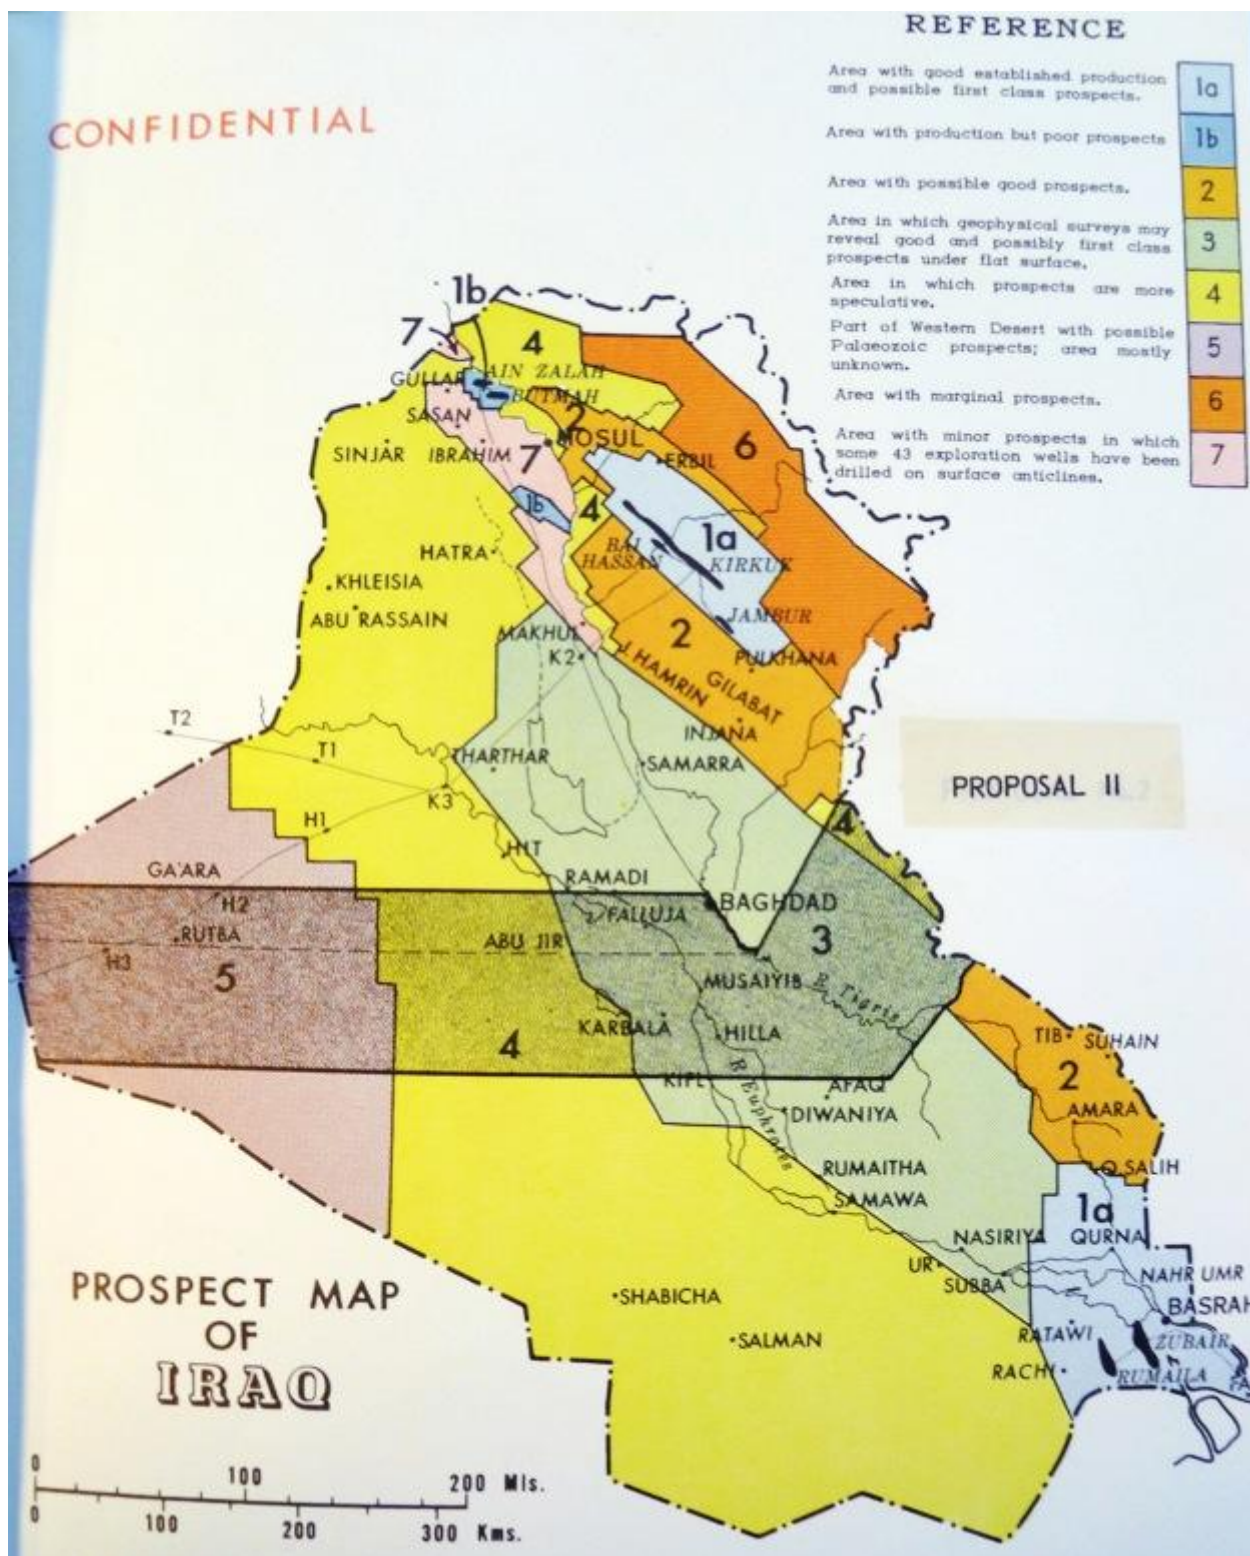 REFERENCE
Area with good established production
and possible first class prospects.
1a
Area with production but poor prospects
1b
Area with possible good prospects.
2
Area in which geophysical surveys may
reveal good and possibly first class
prospects under flat surface.
3
Area in which prospects are more
speculative.
4
Part of Western Desert with possible
Palaeozoic prospects; area mostly
unknown.
5
Area with marginal prospects.
6
Area with minor prospects in which
some 43 exploration wells have been
drilled on surface anticlines.
7
CONFIDENTIAL
1b
7
4
AIN ZALAH
GULLAR
BUTMAH
SASAN
2
MOSUL
SINJAR
IBRAHIM
7
ERBIL
6
1b
4
1a
HATRA
BAI
HASSAN
KIRKUK
KHLEISIA
ABU RASSAIN
JAMBUR
MAKHUL
2
K2
J. HAMRIN
PULKHANA
GILABAT
T2
INJANA
T1
THARTHAR
SAMARRA
K3
PROPOSAL II
H1
4
HIT
GA'ARA
RAMADI
H2
BAGHDAD
FALLUJA
RUTBA
ABU JIR
3
H3
5
MUSAIYIB
R. Tigris
KARBALA
HILLA
TIB
SUHAIN
4
2
KIFL
R. Euphrates
AFAQ
DIWANIYA
AMARA
RUMAITHA
Q. SALIH
SAMAWA
1a
NASIRIYA
QURNA
UR
SUBBA
NAHR UMR
SHABICHA
BASRAH
SALMAN
RATAWI
ZUBAIR
RACHI
RUMAILA
PROSPECT MAP
OF
IRAQ
0 100 200 Mls.
0 100 200 300 Kms.